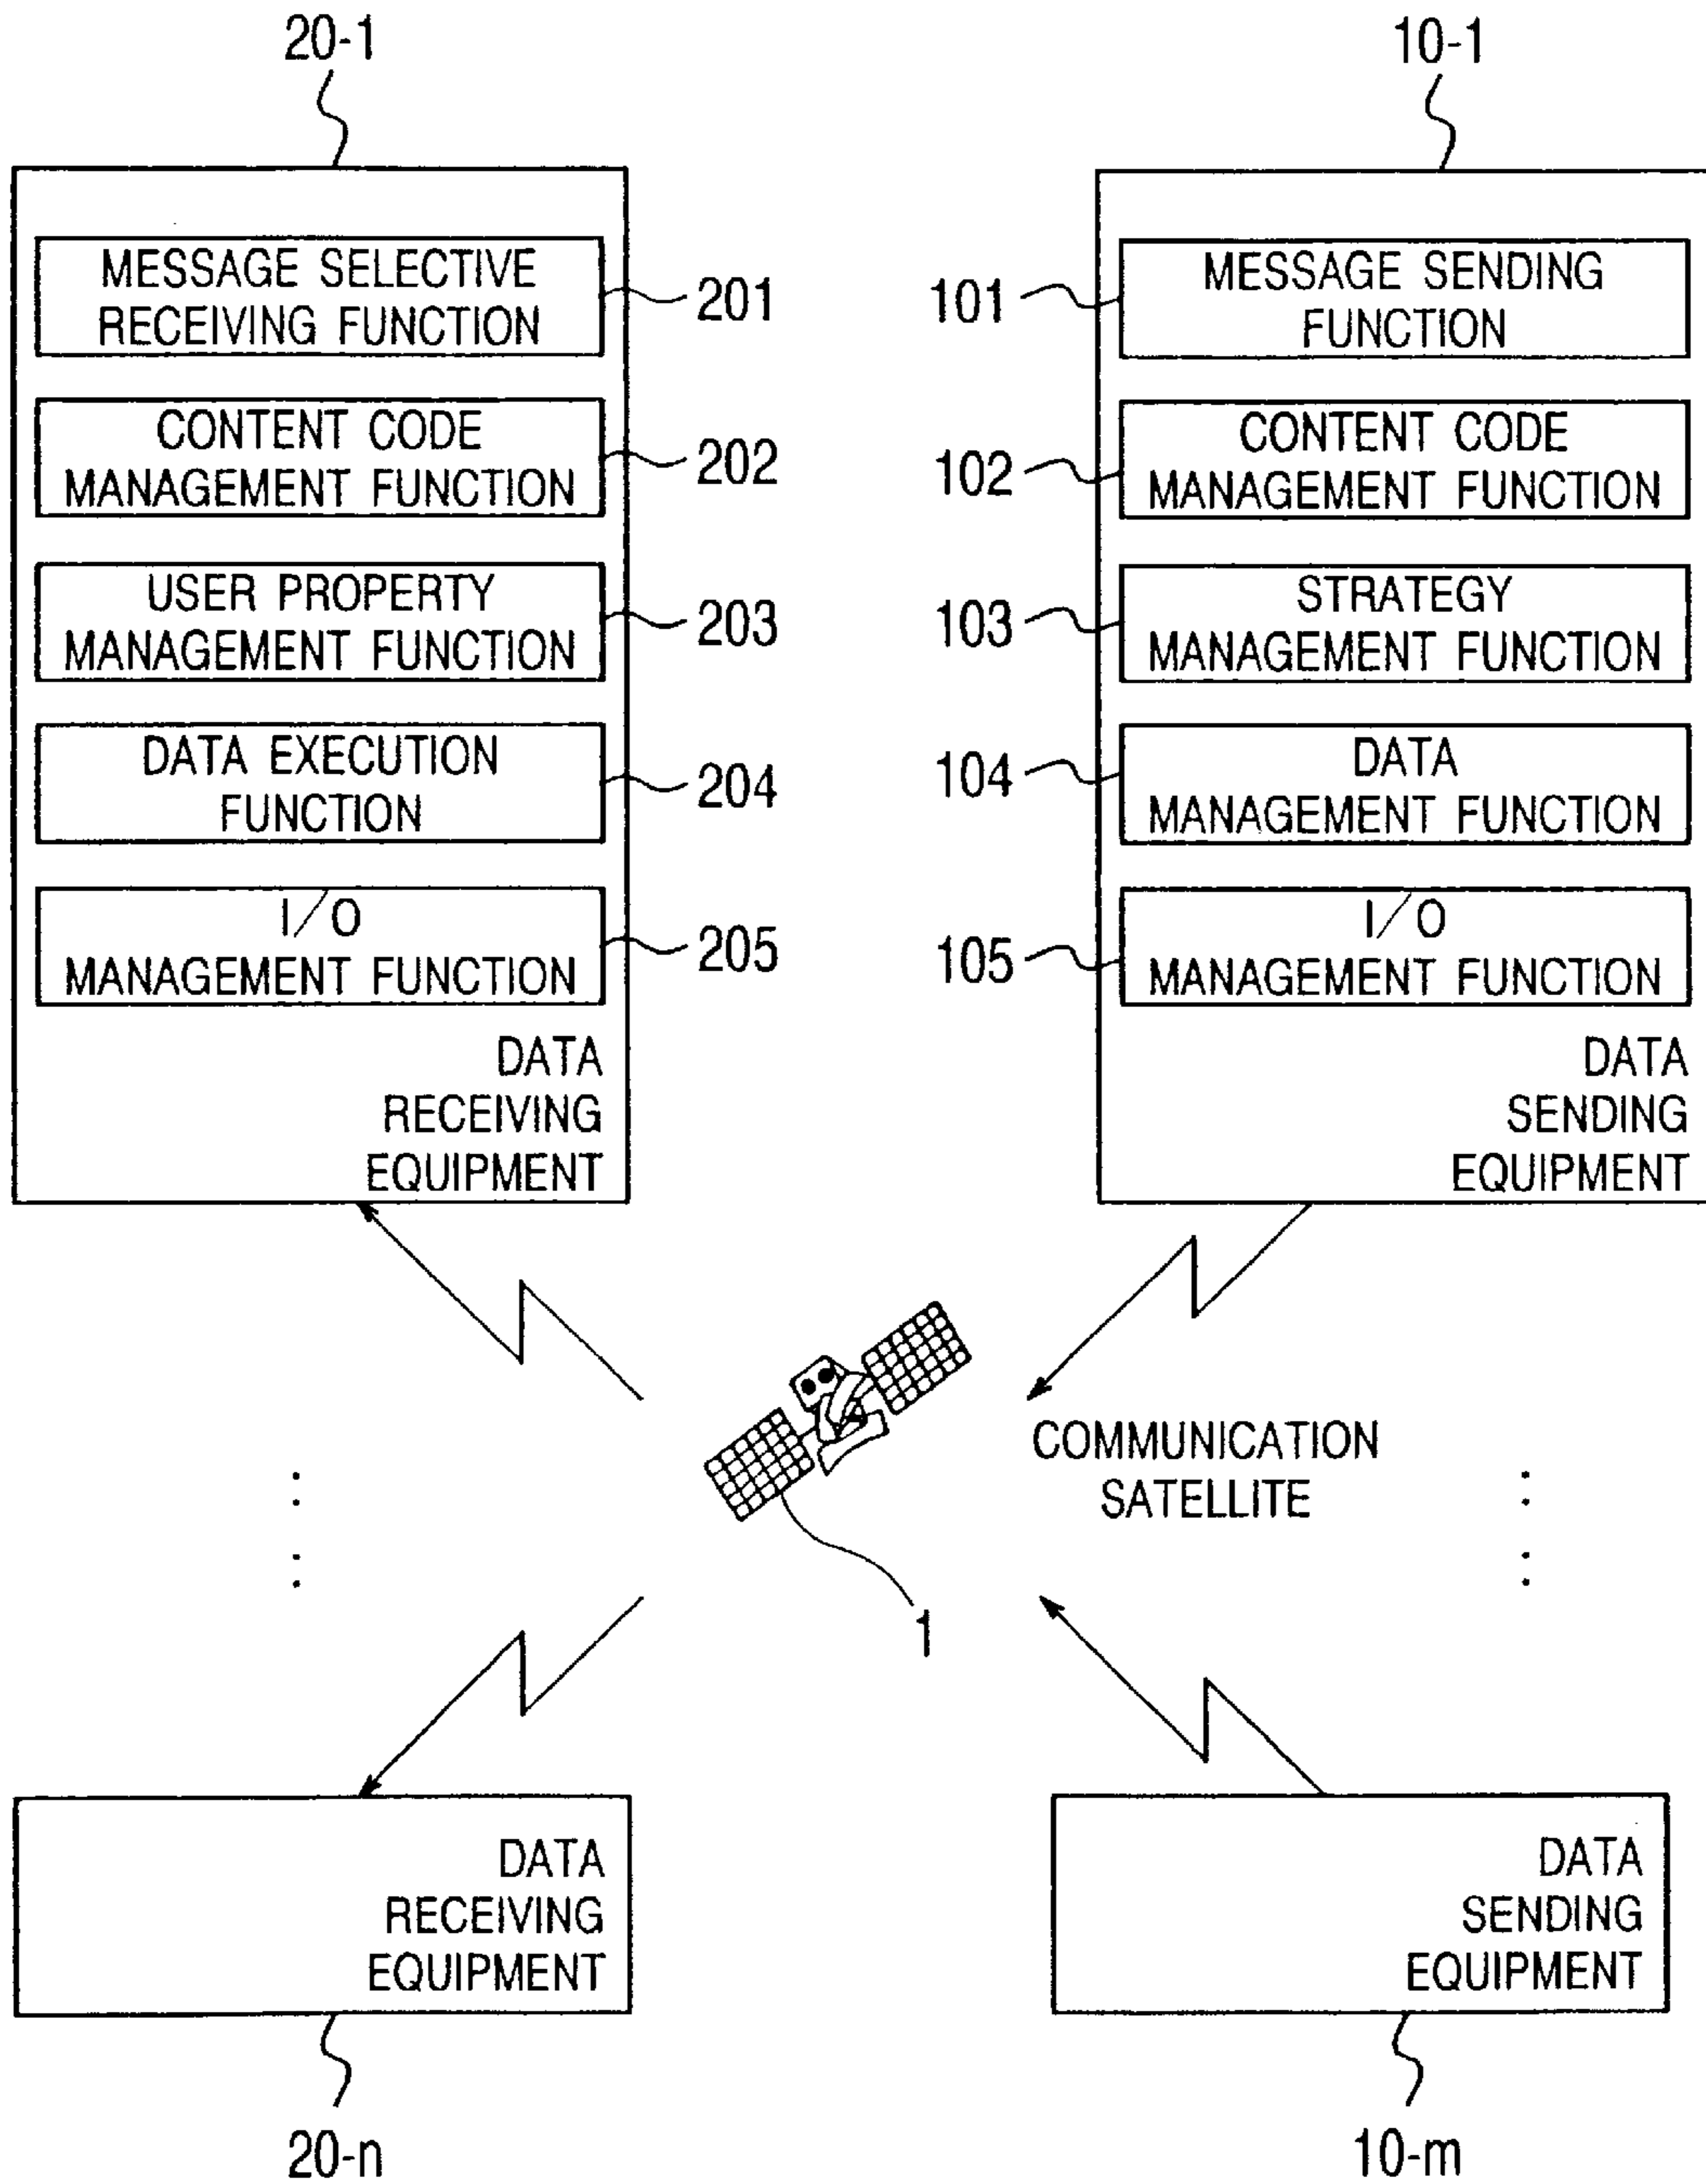 20-1
MESSAGE SELECTIVE
RECEIVING FUNCTION
201
CONTENT CODE
MANAGEMENT FUNCTION
202
USER PROPERTY
MANAGEMENT FUNCTION
203
DATA EXECUTION
FUNCTION
204
I/O
MANAGEMENT FUNCTION
205
DATA
RECEIVING
EQUIPMENT
10-1
101
MESSAGE SENDING
FUNCTION
102
CONTENT CODE
MANAGEMENT FUNCTION
103
STRATEGY
MANAGEMENT FUNCTION
104
DATA
MANAGEMENT FUNCTION
105
I/O
MANAGEMENT FUNCTION
DATA
SENDING
EQUIPMENT
COMMUNICATION
SATELLITE
1
DATA
RECEIVING
EQUIPMENT
20-n
DATA
SENDING
EQUIPMENT
10-m